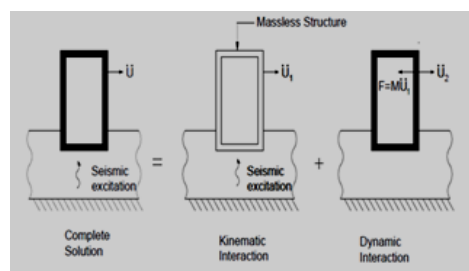 Massless Structure
Ü
Ü₁
F=MÜ₁
Ü₂
Seismic
excitation
=
Seismic
excitation
+
Complete
Solution
Kinematic
Interaction
Dynamic
Interaction